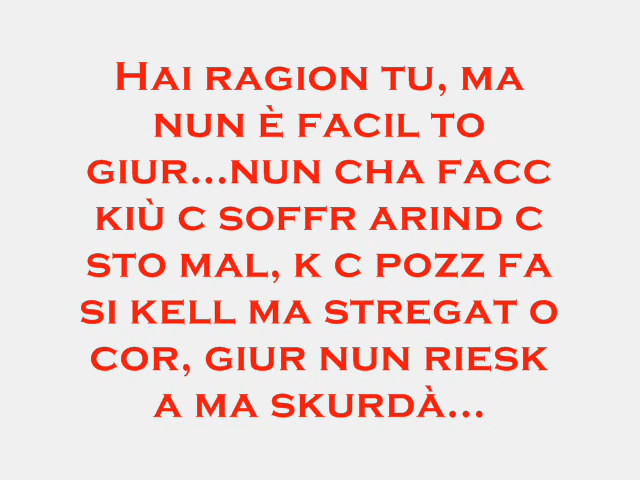 Hai ragion tu, ma
nun è facil to
giur...nun cha facc
kiù c soffr arind c
sto mal, k c pozz fa
si kell ma stregat o
cor, giur nun riesk
a ma skurdà...